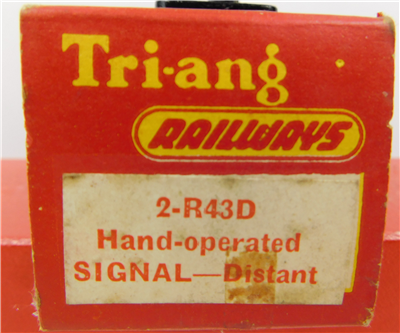 Tri-ang
RAILWAYS
2-R43D
Hand-operated
SIGNAL—Distant